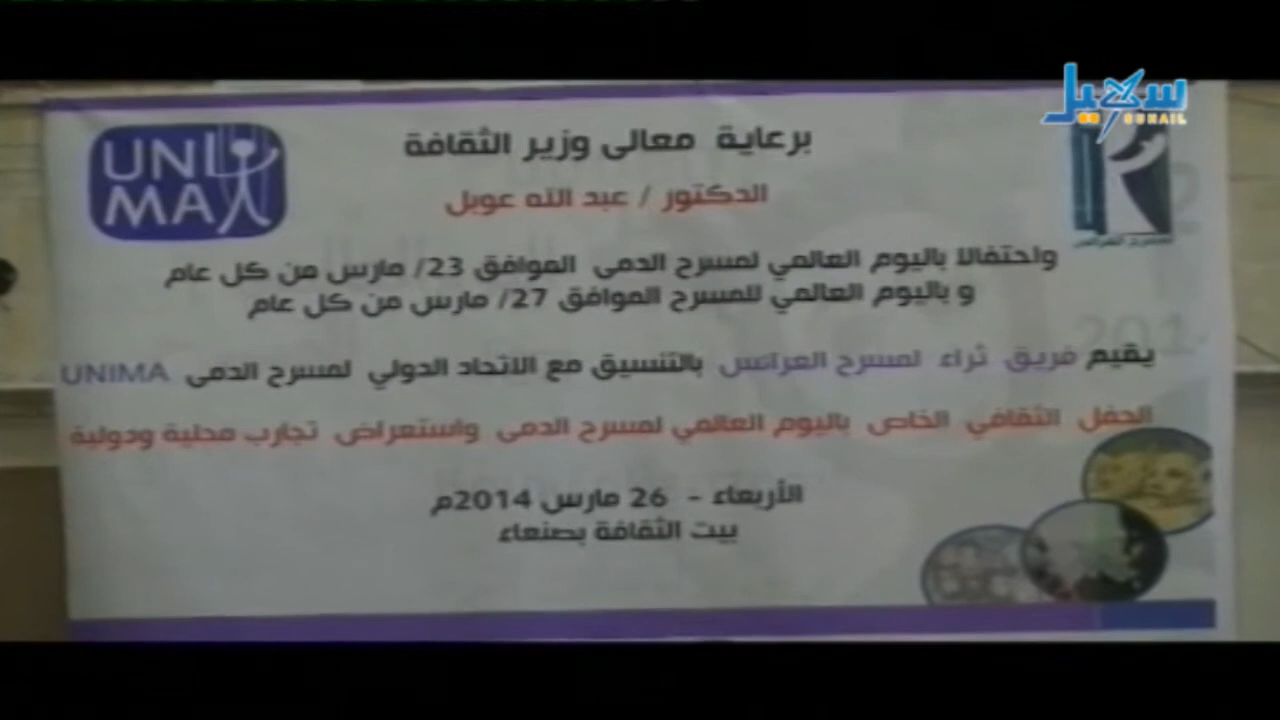 سهيل
SUHAIL
UNI
MA
برعاية معالى وزير الثقافة
الدكتور / عبد الله عوبل
واحتفالا باليوم العالمي لمسرح الدمى الموافق 23/ مارس من كل عام
و باليوم العالمي للمسرح الموافق 27/ مارس من كل عام
يقيم فريق ثراء لمسرح العرائس بالتنسيق مع الاتحاد الدولي لمسرح الدمى UNIMA
الحفل الثقافي الخاص باليوم العالمي لمسرح الدمى واستعراض تجارب محلية ودولية
الأربعاء - 26 مارس 2014م
بيت الثقافة بصنعاء